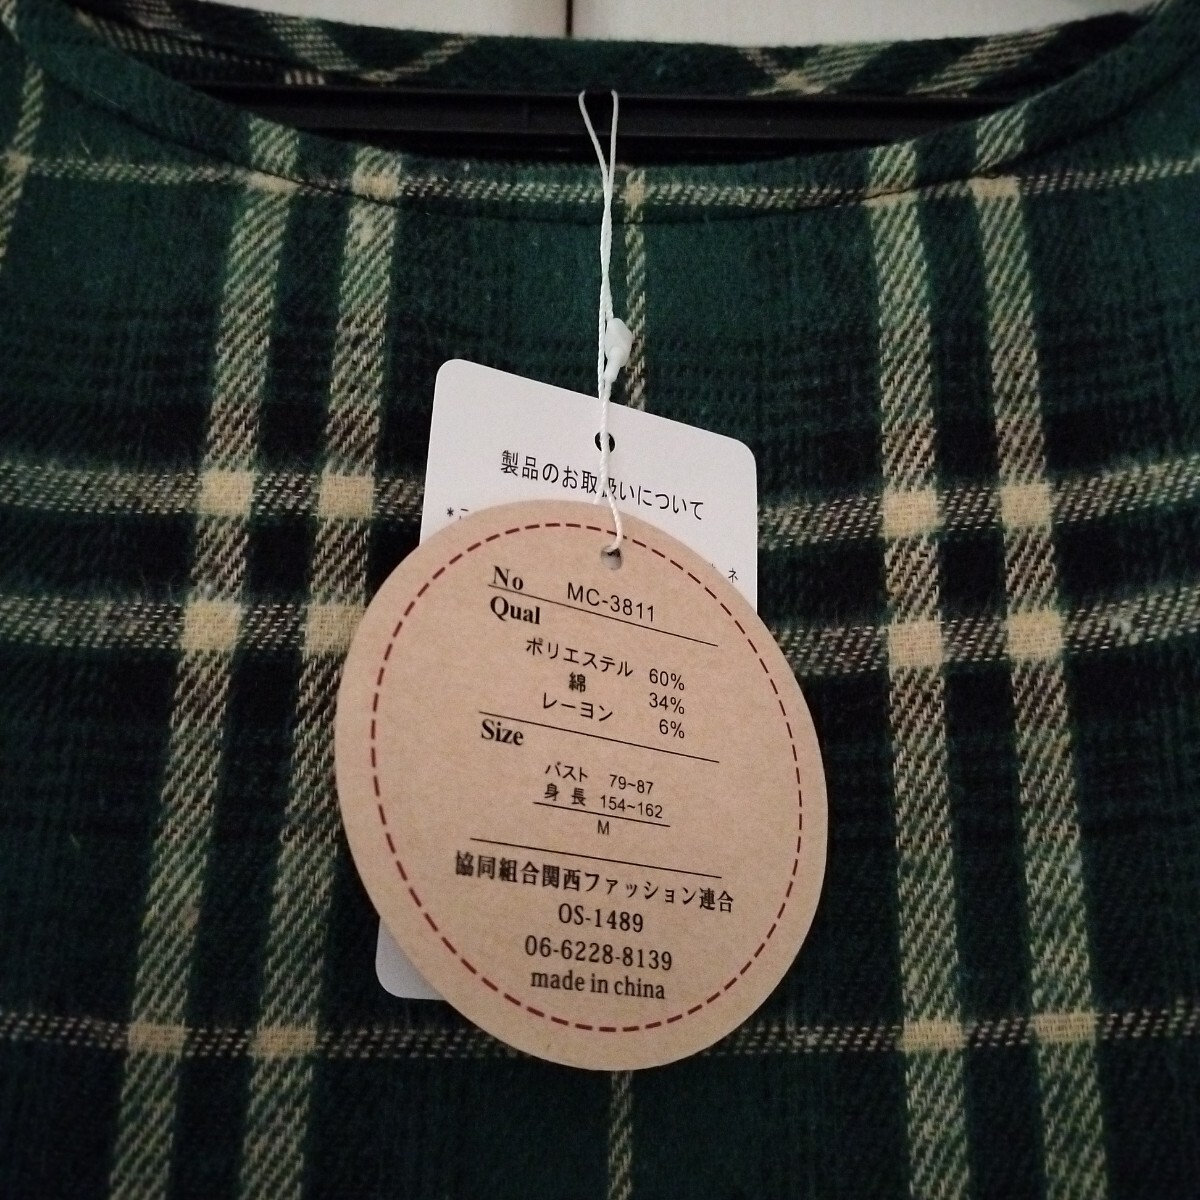 製品のお取扱いについて
*こ
ネ
No MC-3811
Qual
ポリエステル 60%
綿 34%
レーヨン 6%
Size
バスト 79~87
身長 154~162
M
協同組合関西ファッション連合
OS-1489
06-6228-8139
made in china